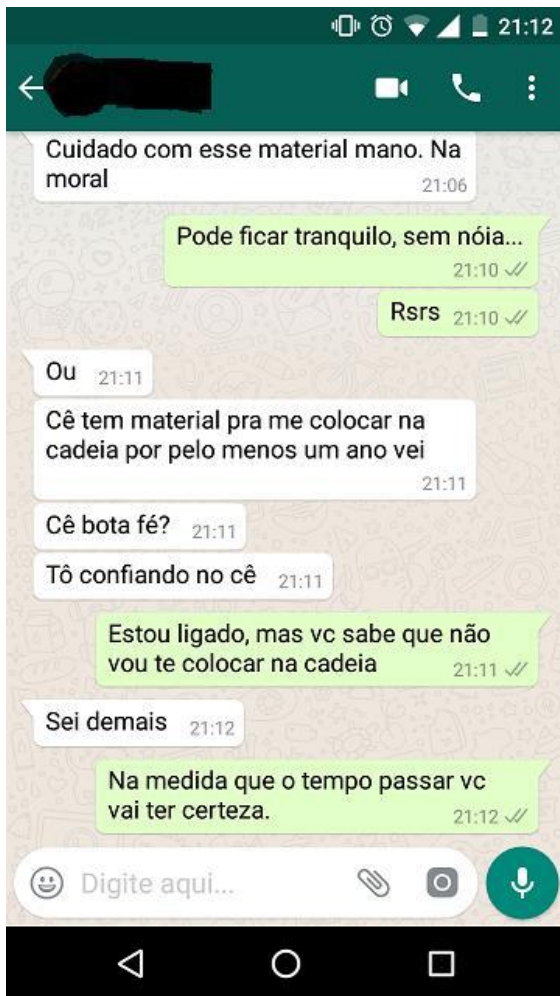 21:12
Cuidado com esse material mano. Na
moral
21:06
Pode ficar tranquilo, sem nóia...
21:10
Rsrs 21:10
Ou 21:11
Cê tem material pra me colocar na
cadeia por pelo menos um ano vei
21:11
Cê bota fé? 21:11
Tô confiando no cê 21:11
Estou ligado, mas vc sabe que não
vou te colocar na cadeia 21:11
Sei demais 21:12
Na medida que o tempo passar vc
vai ter certeza. 21:12
Digite aqui...